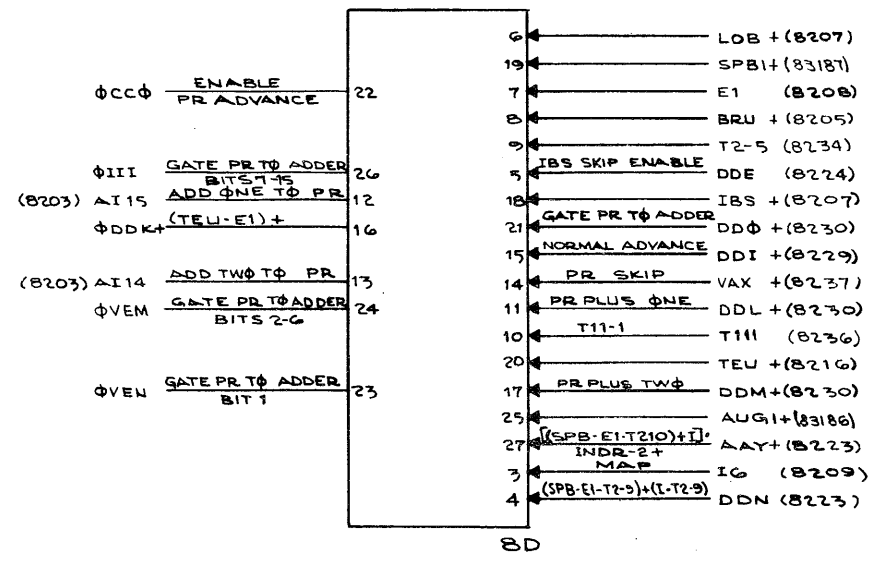 6 LOB +(8207)
19 SPB1+(83187)
ΦCCΦ ENABLE PR ADVANCE 22
7 E1 (8208)
8 BRU +(8205)
9 T2-5 (8234)
ΦIII GATE PR TΦ ADDER BITS 7-15 26
5 IBS SKIP ENABLE DDE (8224)
(8203) AI15 ADD ΦNE TΦ PR 12
18 IBS +(8207)
ΦDDK+ (TEU-E1)+ 16
21 GATE PR TΦ ADDER DDΦ +(8230)
15 NORMAL ADVANCE DDI +(8229)
(8203) AI14 ADD TWΦ TΦ PR 13
14 PR SKIP VAX +(8237)
ΦVEM GATE PR TΦ ADDER BITS 2-6 24
11 PR PLUS ΦNE DDL +(8230)
10 T11-1 T111 (8236)
20 TEU +(8216)
ΦVEN GATE PR TΦ ADDER BIT 1 23
17 PR PLUS TWΦ DDM+(8230)
25 AUG1+(83186)
27 [(SPB-E1-T210)+I]· INDR-2+ MAP AAY+(8223)
3 I6 (8209)
4 (SPB-E1-T2-9)+(I-T2-9) DDN (8223)
8D